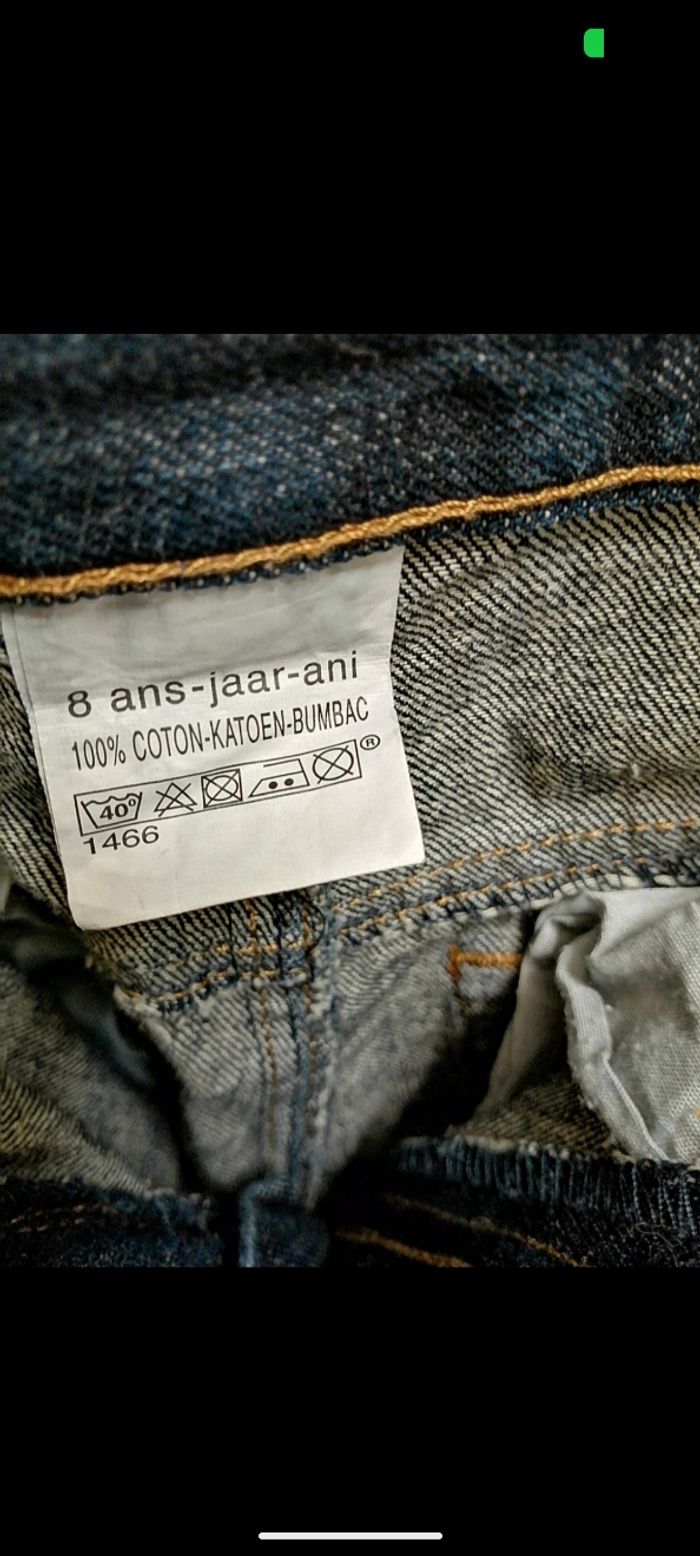 8 ans-jaar-ani
100% COTON-KATOEN-BUMBAC
40° ®
1466